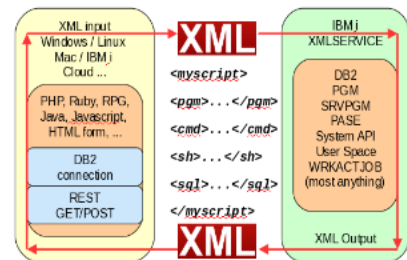 XML input
Windows / Linux
Mac / IBM i
Cloud ...
PHP, Ruby, RPG,
Java, Javascript,
HTML form, ...
DB2
connection
REST
GET/POST
XML
<myscript>
<pgm>...</pgm>
<cmd>...</cmd>
<sh>...</sh>
<sql>...</sql>
</myscript>
XML
IBM i
XMLSERVICE
DB2
PGM
SRVPGM
PASE
System API
User Space
WRKACTJOB
(most anything)
XML Output